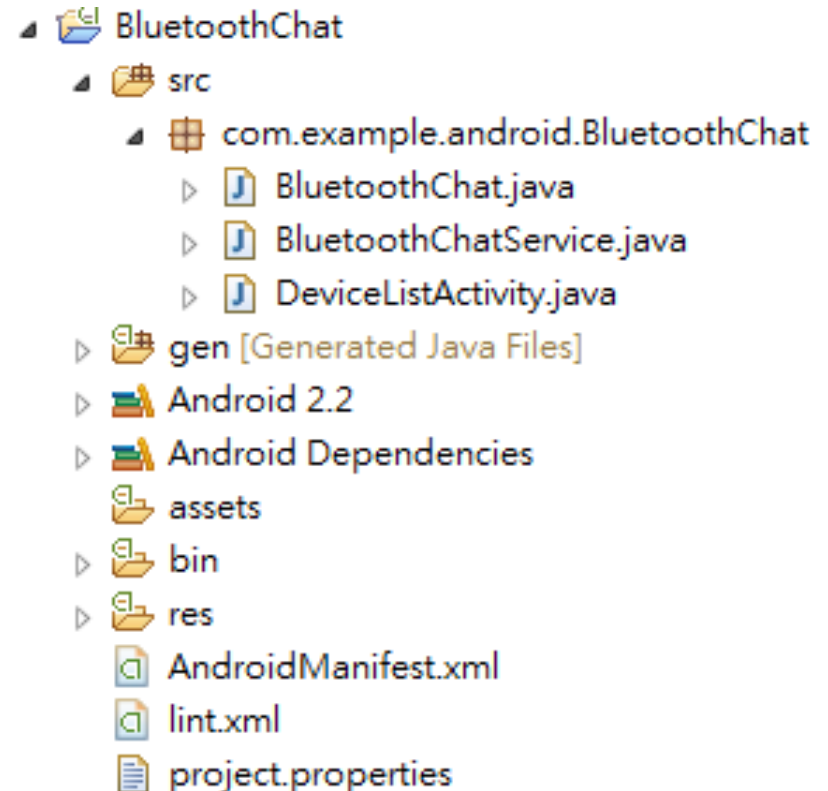 BluetoothChat
src
com.example.android.BluetoothChat
BluetoothChat.java
BluetoothChatService.java
DeviceListActivity.java
gen [Generated Java Files]
Android 2.2
Android Dependencies
assets
bin
res
AndroidManifest.xml
lint.xml
project.properties